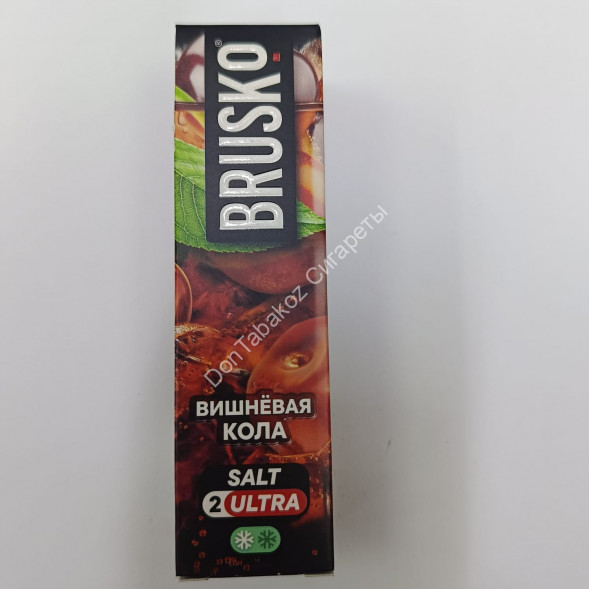 BRUSKO®
DonTabakoz Сигареты
ВИШНЁВАЯ
КОЛА
SALT
2 ULTRA